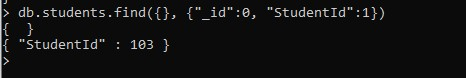 > db.students.find({}, {"_id":0, "StudentId":1})
{  }
{ "StudentId" : 103 }
>